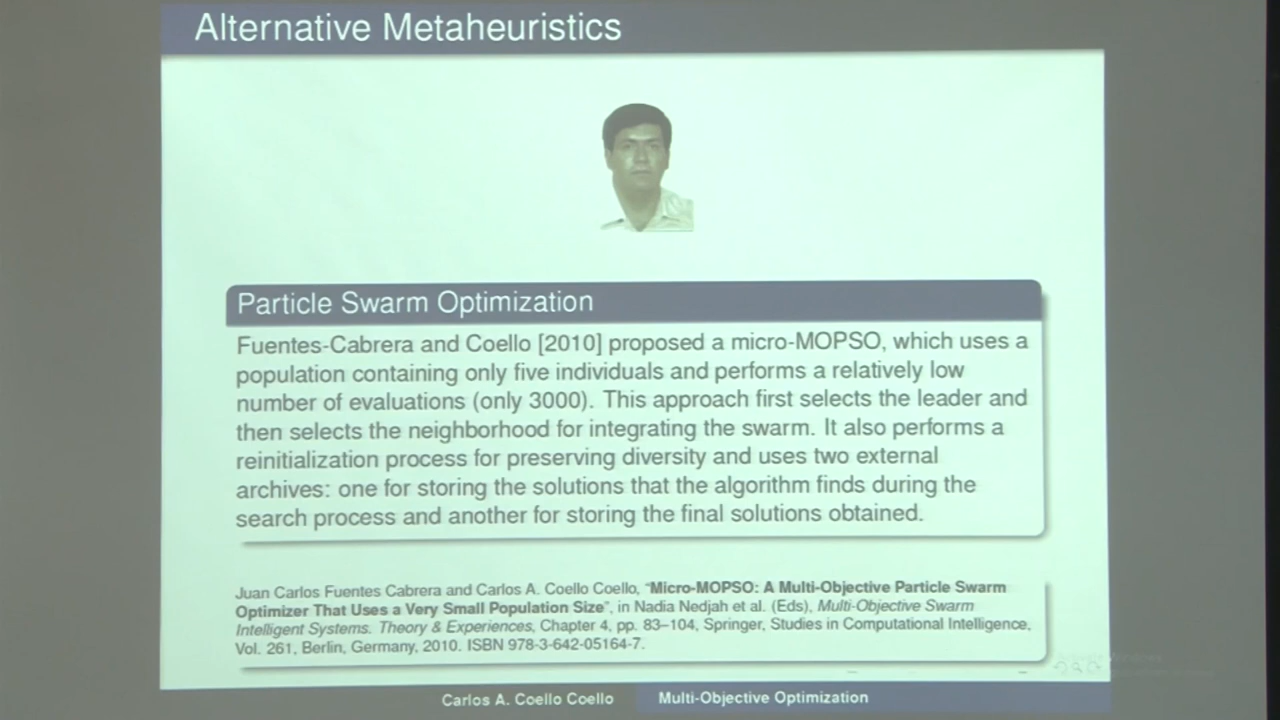 Alternative Metaheuristics
Particle Swarm Optimization
Fuentes-Cabrera and Coello [2010] proposed a micro-MOPSO, which uses a
population containing only five individuals and performs a relatively low
number of evaluations (only 3000). This approach first selects the leader and
then selects the neighborhood for integrating the swarm. It also performs a
reinitialization process for preserving diversity and uses two external
archives: one for storing the solutions that the algorithm finds during the
search process and another for storing the final solutions obtained.
Juan Carlos Fuentes Cabrera and Carlos A. Coello Coello, "Micro-MOPSO: A Multi-Objective Particle Swarm
Optimizer That Uses a Very Small Population Size", in Nadia Nedjah et al. (Eds), Multi-Objective Swarm
Intelligent Systems. Theory & Experiences, Chapter 4, pp. 83–104, Springer, Studies in Computational Intelligence,
Vol. 261, Berlin, Germany, 2010. ISBN 978-3-642-05164-7.
Carlos A. Coello Coello
Multi-Objective Optimization